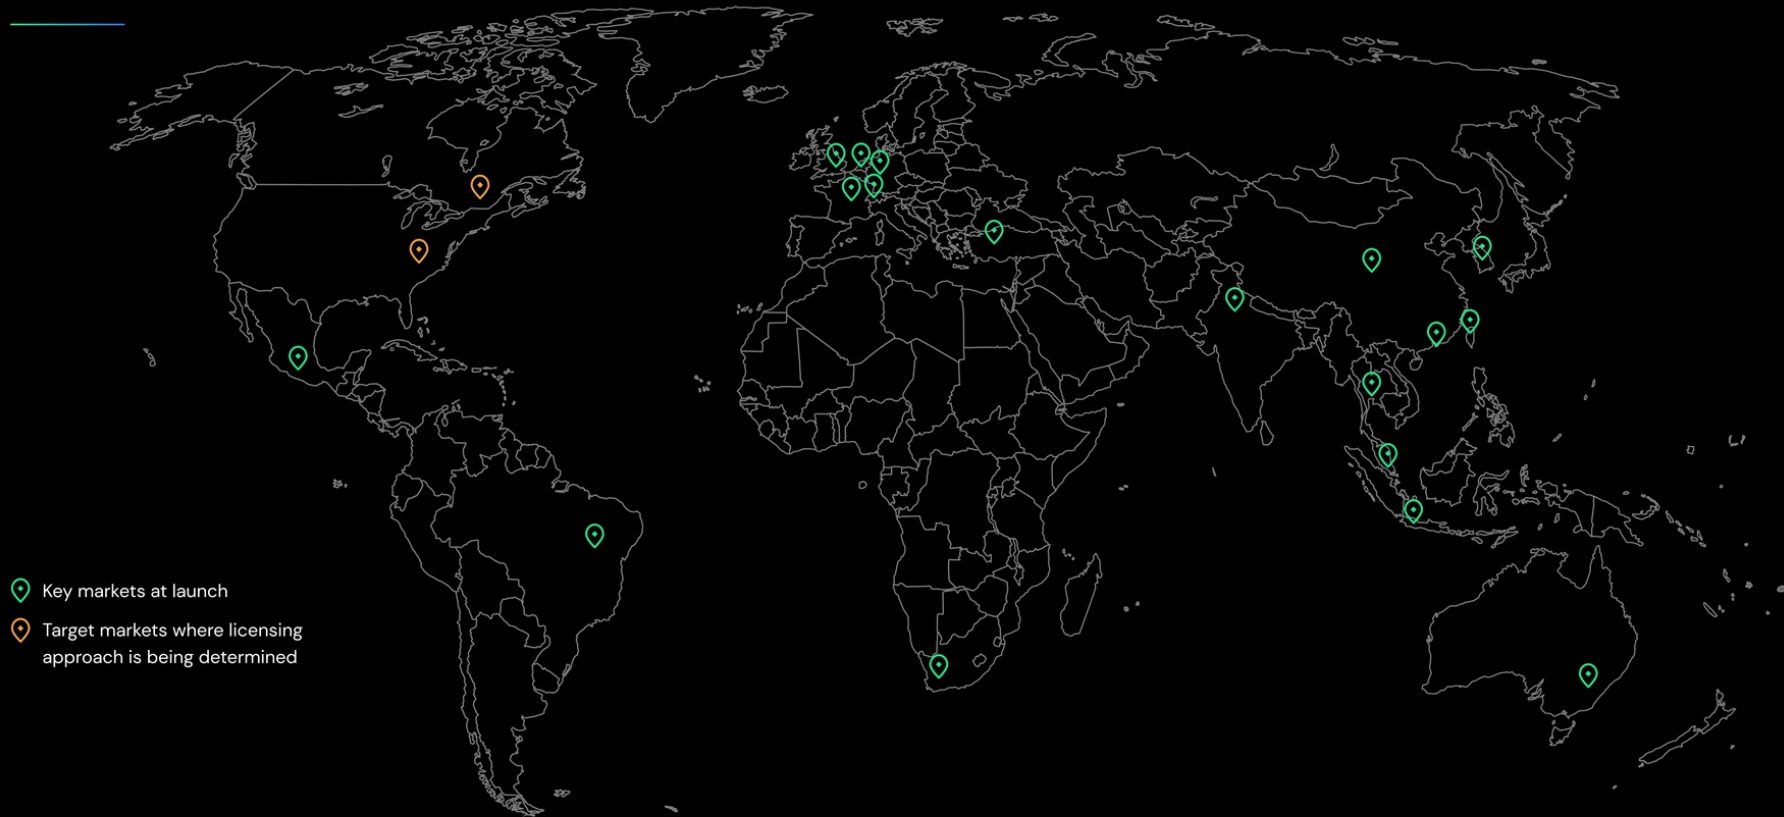 Key markets at launch
Target markets where licensing
approach is being determined